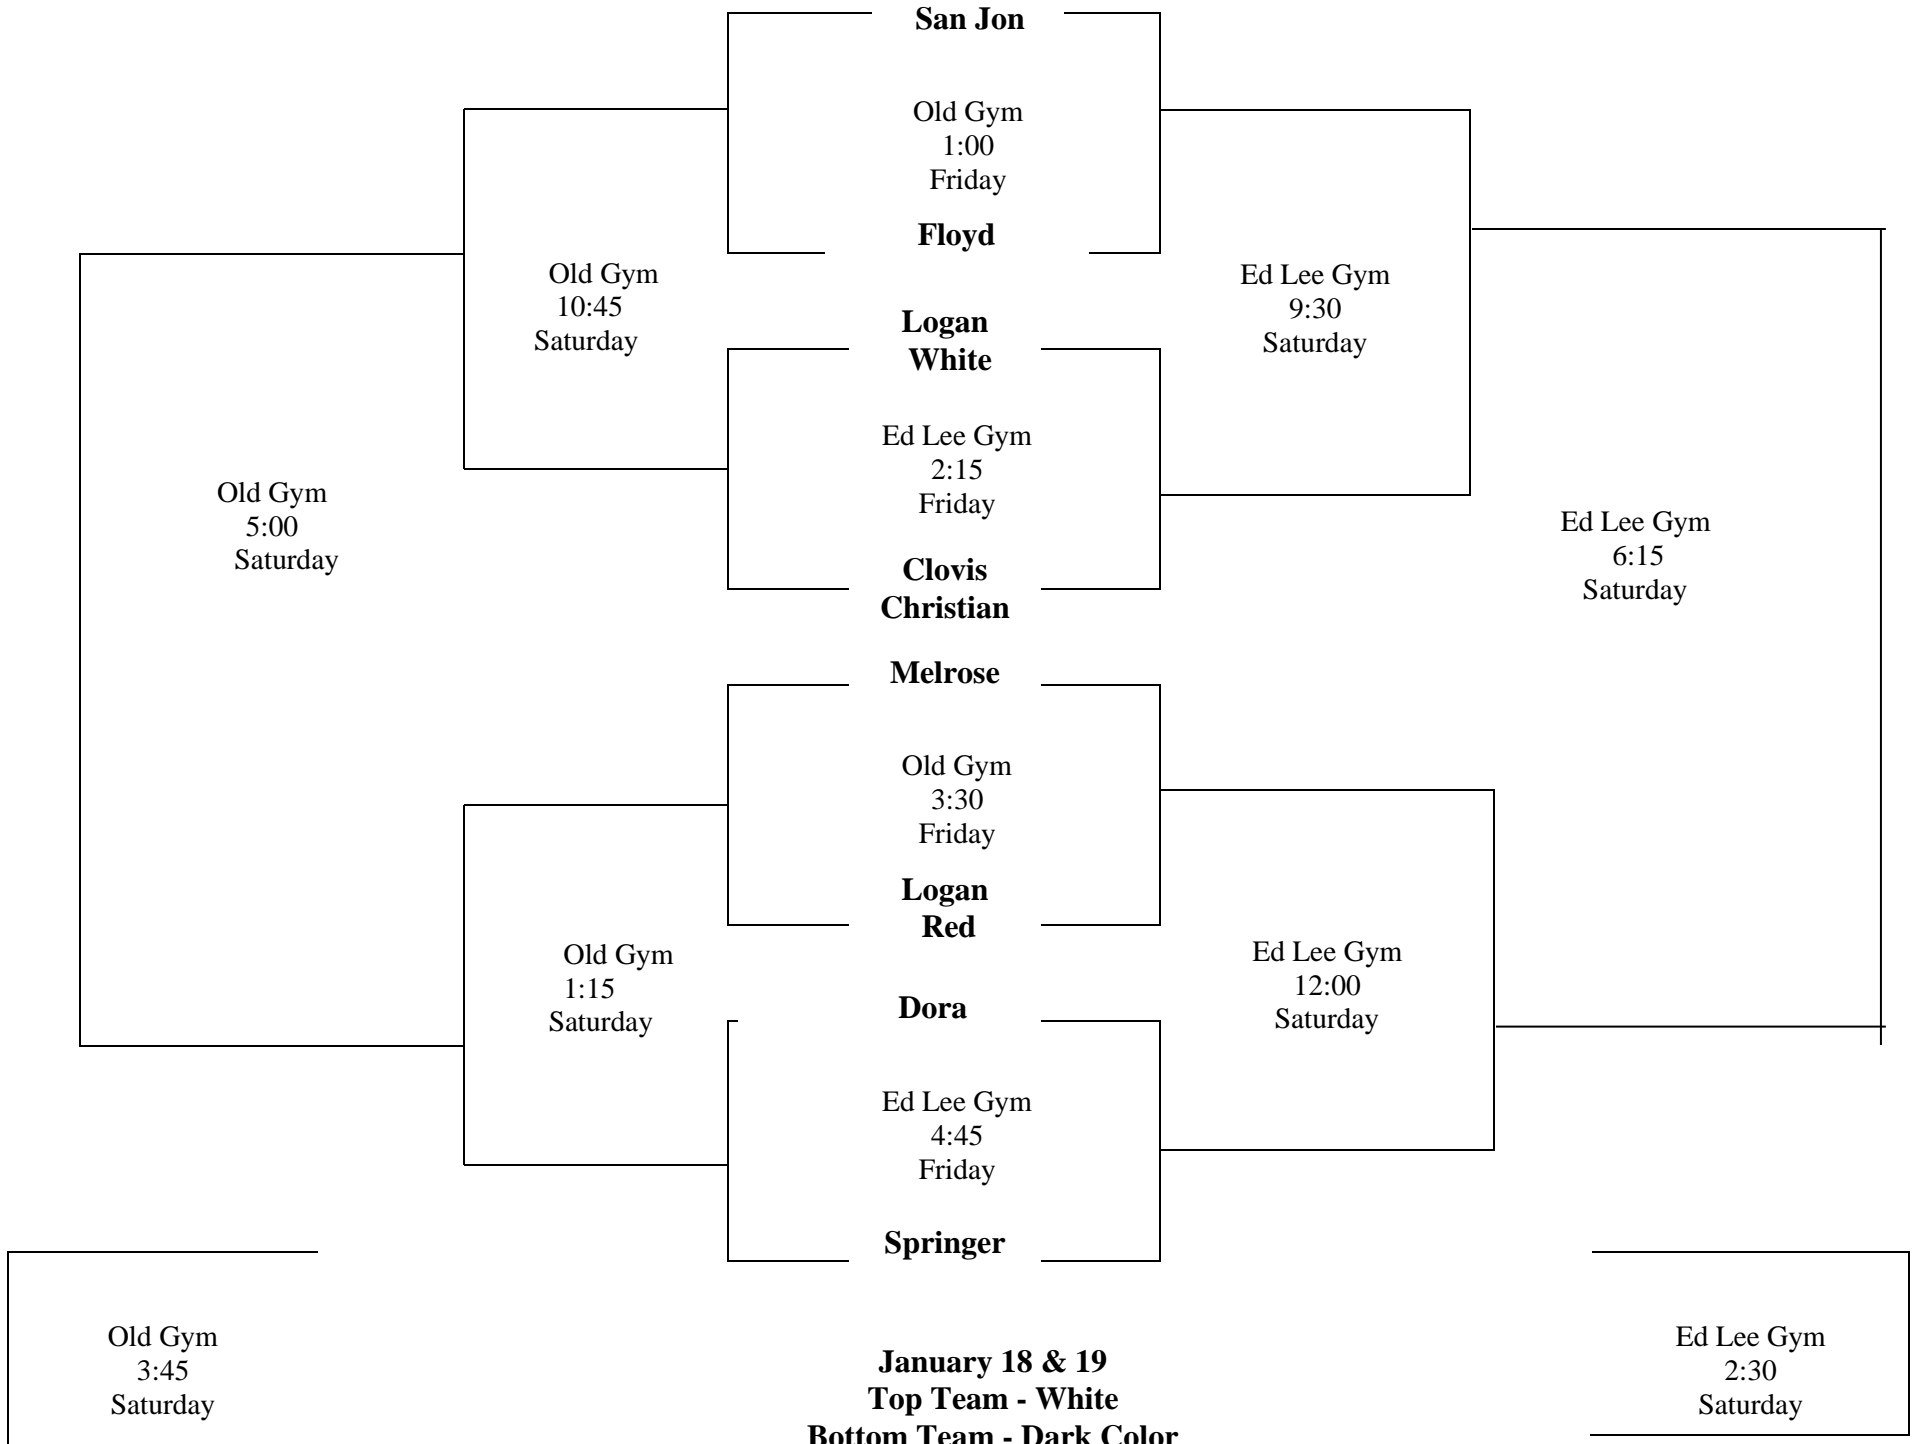 San Jon
Old Gym
1:00
Friday
Floyd
Old Gym
10:45
Saturday
Ed Lee Gym
9:30
Saturday
Logan
White
Ed Lee Gym
2:15
Friday
Old Gym
5:00
Saturday
Ed Lee Gym
6:15
Saturday
Clovis
Christian
Melrose
Old Gym
3:30
Friday
Logan
Red
Old Gym
1:15
Saturday
Ed Lee Gym
12:00
Saturday
Dora
Ed Lee Gym
4:45
Friday
Springer
Old Gym
3:45
Saturday
Ed Lee Gym
2:30
Saturday
January 18 & 19
Top Team - White
Bottom Team - Dark Color